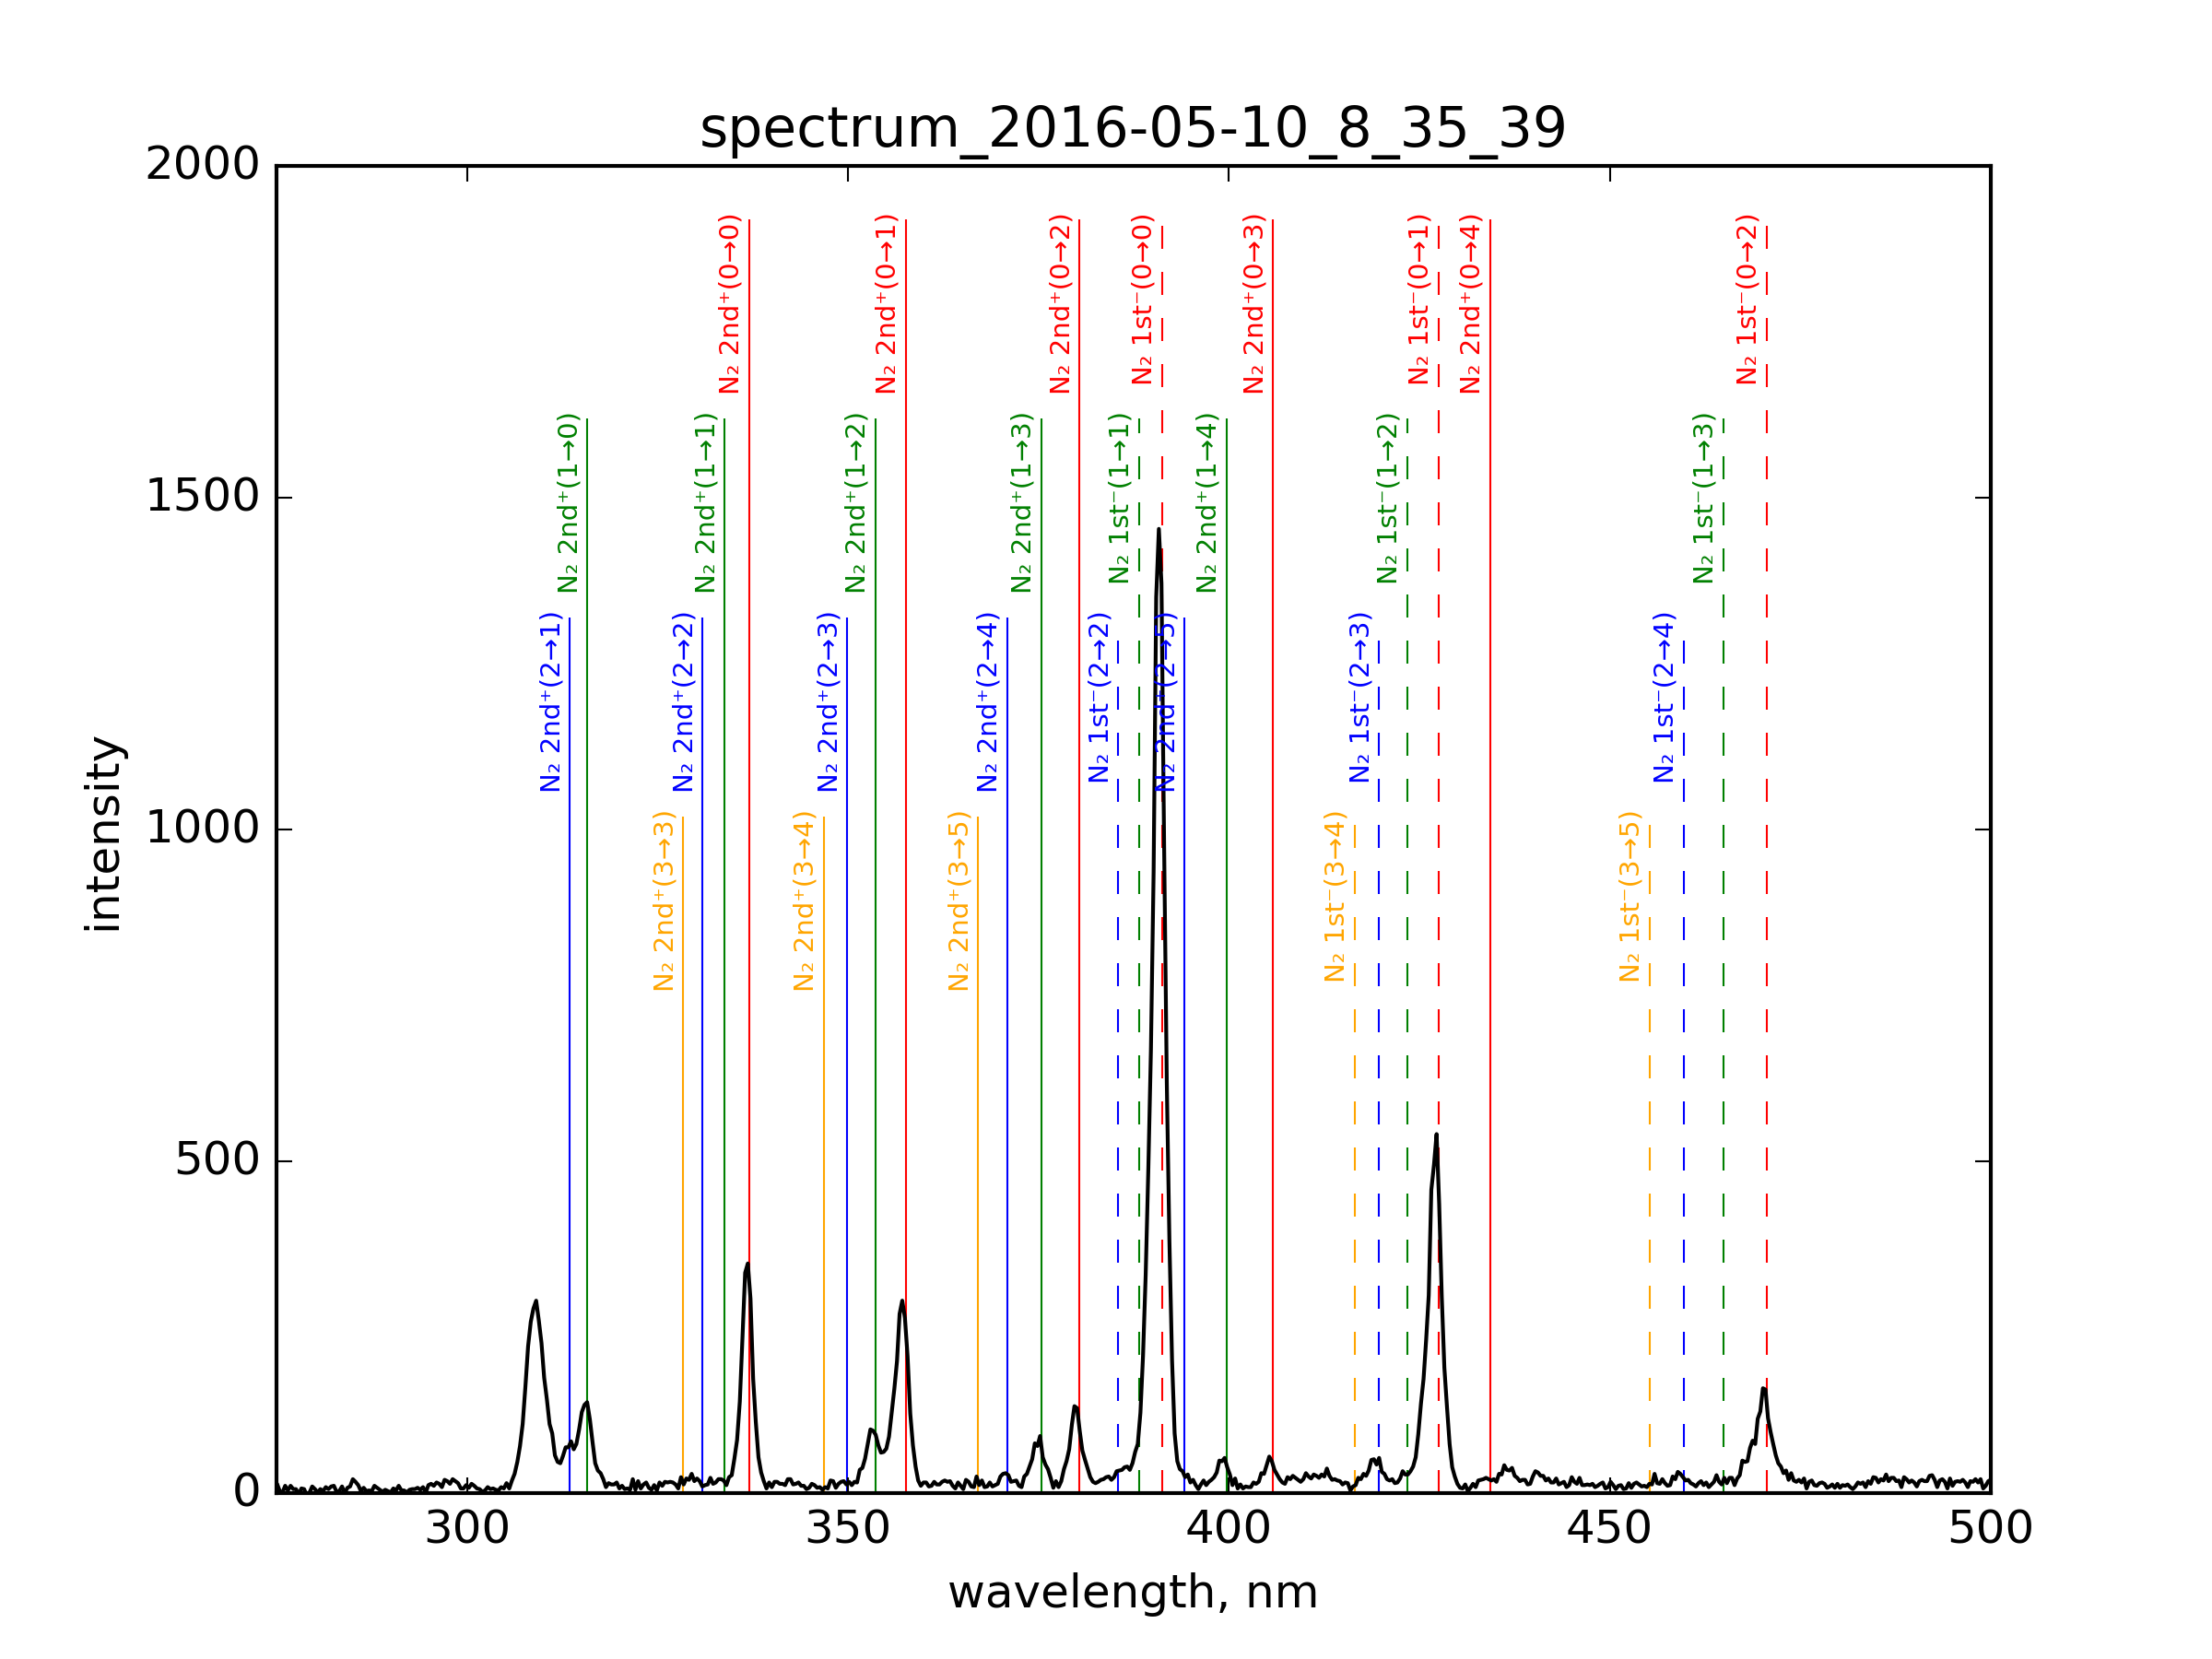 spectrum_2016-05-10_8_35_39
2000
1500
1000
500
0
intensity
N₂ 2nd⁺(0→0)
N₂ 2nd⁺(0→1)
N₂ 2nd⁺(0→2)
N₂ 1st⁻(0→0)
N₂ 2nd⁺(0→3)
N₂ 1st⁻(0→1)
N₂ 2nd⁺(0→4)
N₂ 1st⁻(0→2)
N₂ 2nd⁺(1→0)
N₂ 2nd⁺(1→1)
N₂ 2nd⁺(1→2)
N₂ 2nd⁺(1→3)
N₂ 1st⁻(1→1)
N₂ 2nd⁺(1→4)
N₂ 1st⁻(1→2)
N₂ 1st⁻(1→3)
N₂ 2nd⁺(2→1)
N₂ 2nd⁺(2→2)
N₂ 2nd⁺(2→3)
N₂ 2nd⁺(2→4)
N₂ 1st⁻(2→2)
N₂ 2nd⁺(2→5)
N₂ 1st⁻(2→3)
N₂ 1st⁻(2→4)
N₂ 2nd⁺(3→3)
N₂ 2nd⁺(3→4)
N₂ 2nd⁺(3→5)
N₂ 1st⁻(3→4)
N₂ 1st⁻(3→5)
300
350
400
450
500
wavelength, nm